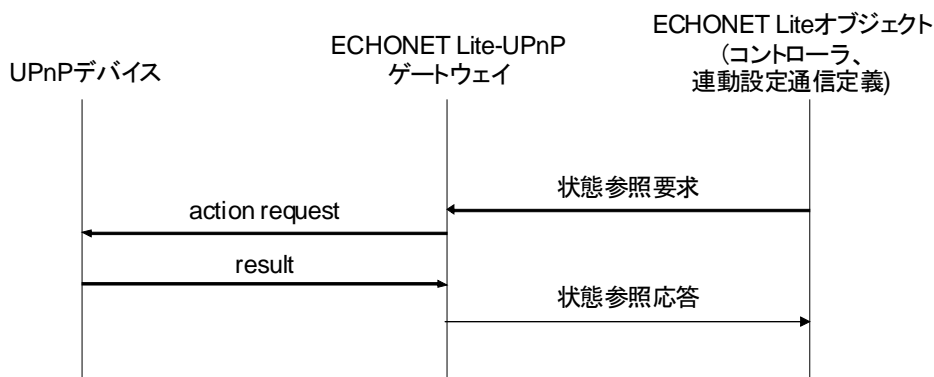 UPnPデバイス
ECHONET Lite-UPnP
ゲートウェイ
ECHONET Liteオブジェクト
(コントローラ、
連動設定通信定義)
状態参照要求
action request
result
状態参照応答